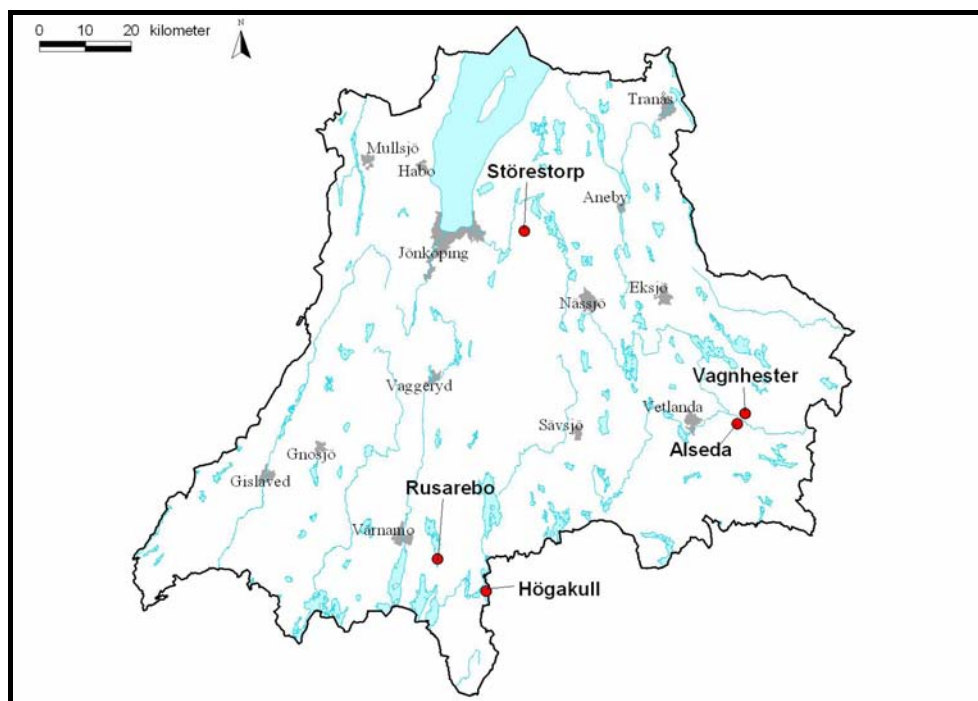 0 10 20 kilometer
N
Tranås
Mullsjö
Habo
Störestorp
Aneby
Jönköping
Nässjö
Eksjö
Vaggeryd
Vagnhester
Vetlanda
Sävsjö
Alseda
Gnosjö
Gislaved
Rusarebo
Värnamo
Högakull